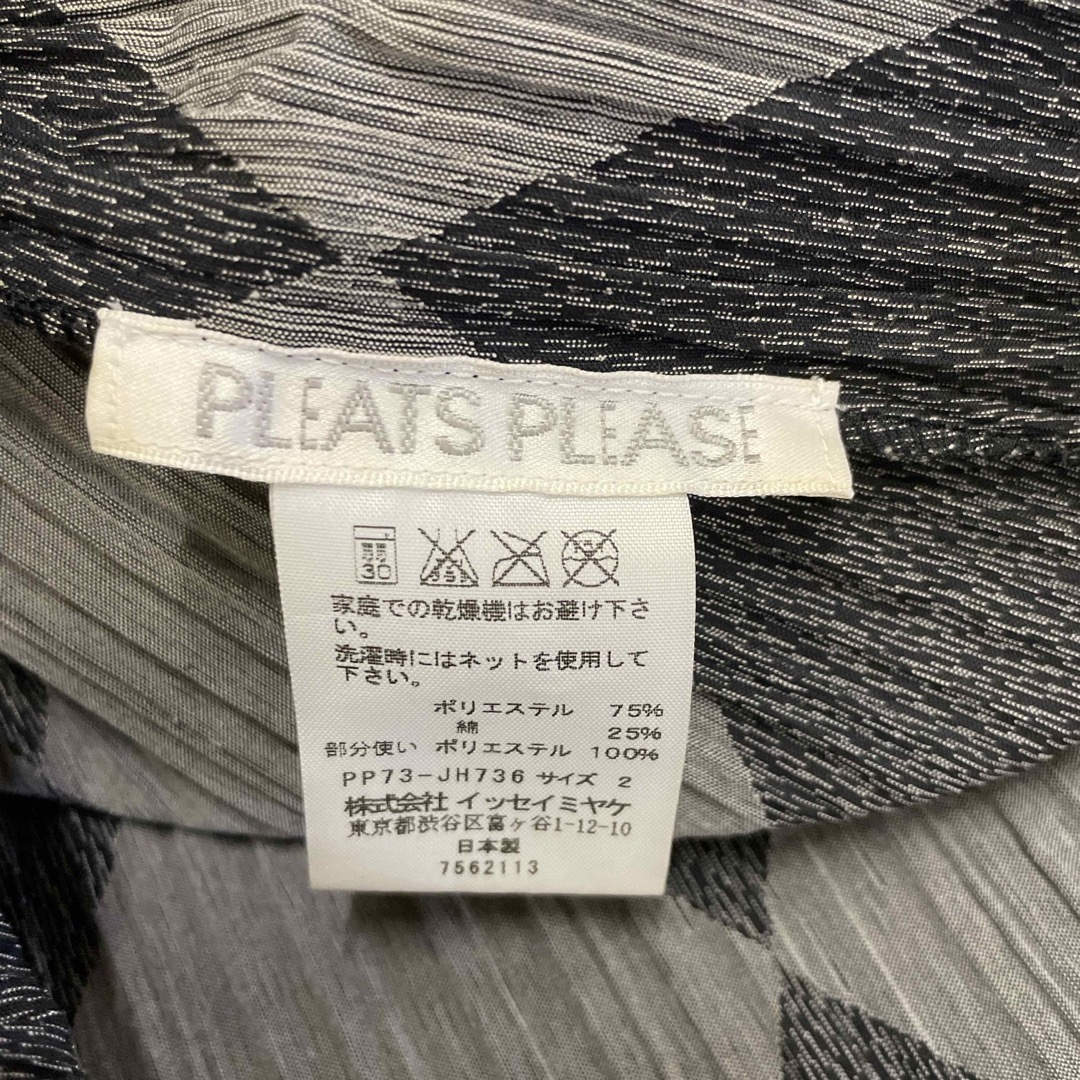 PLEATS PLEASE
弱
30
家庭での乾燥機はお避け下さ
い。
洗濯時にはネットを使用して
下さい。
ポリエステル 75%
綿 25%
部分使い ポリエステル 100%
PP73-JH736 サイズ 2
株式会社 イッセイミヤケ
東京都渋谷区富ヶ谷1-12-10
日本製
7562113